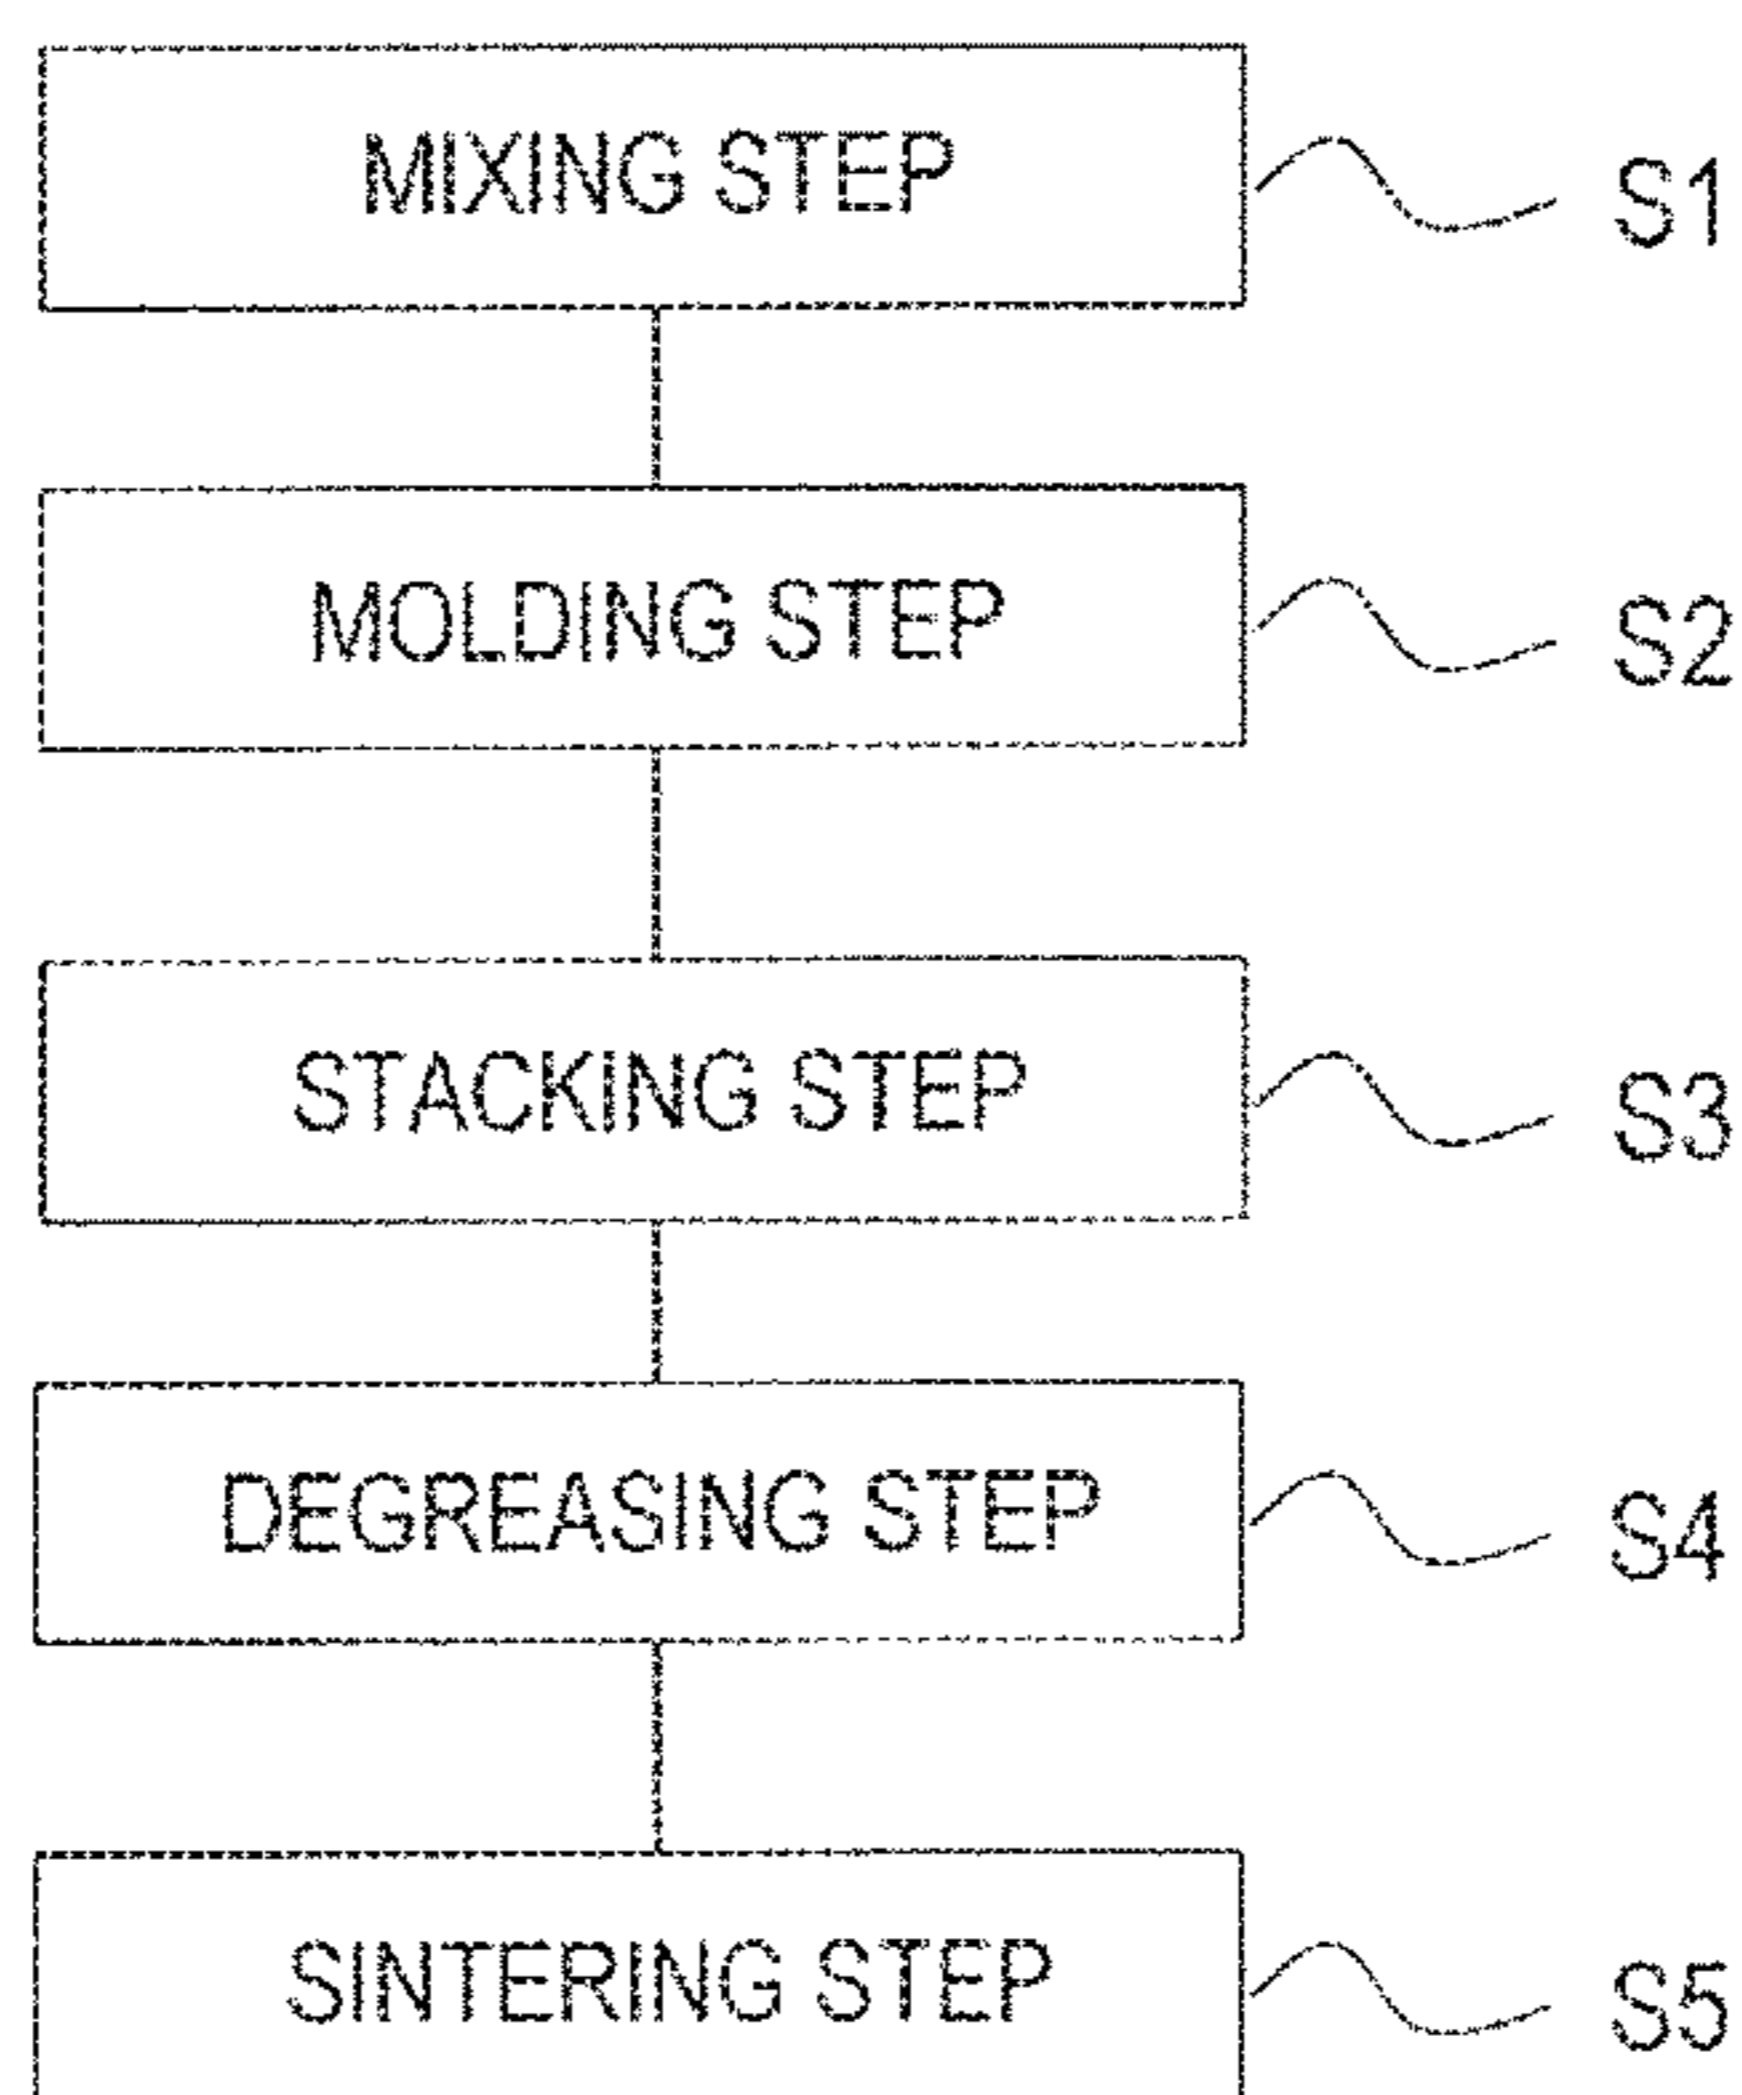 MIXING STEP S1
MOLDING STEP S2
STACKING STEP S3
DEGREASING STEP S4
SINTERING STEP S5